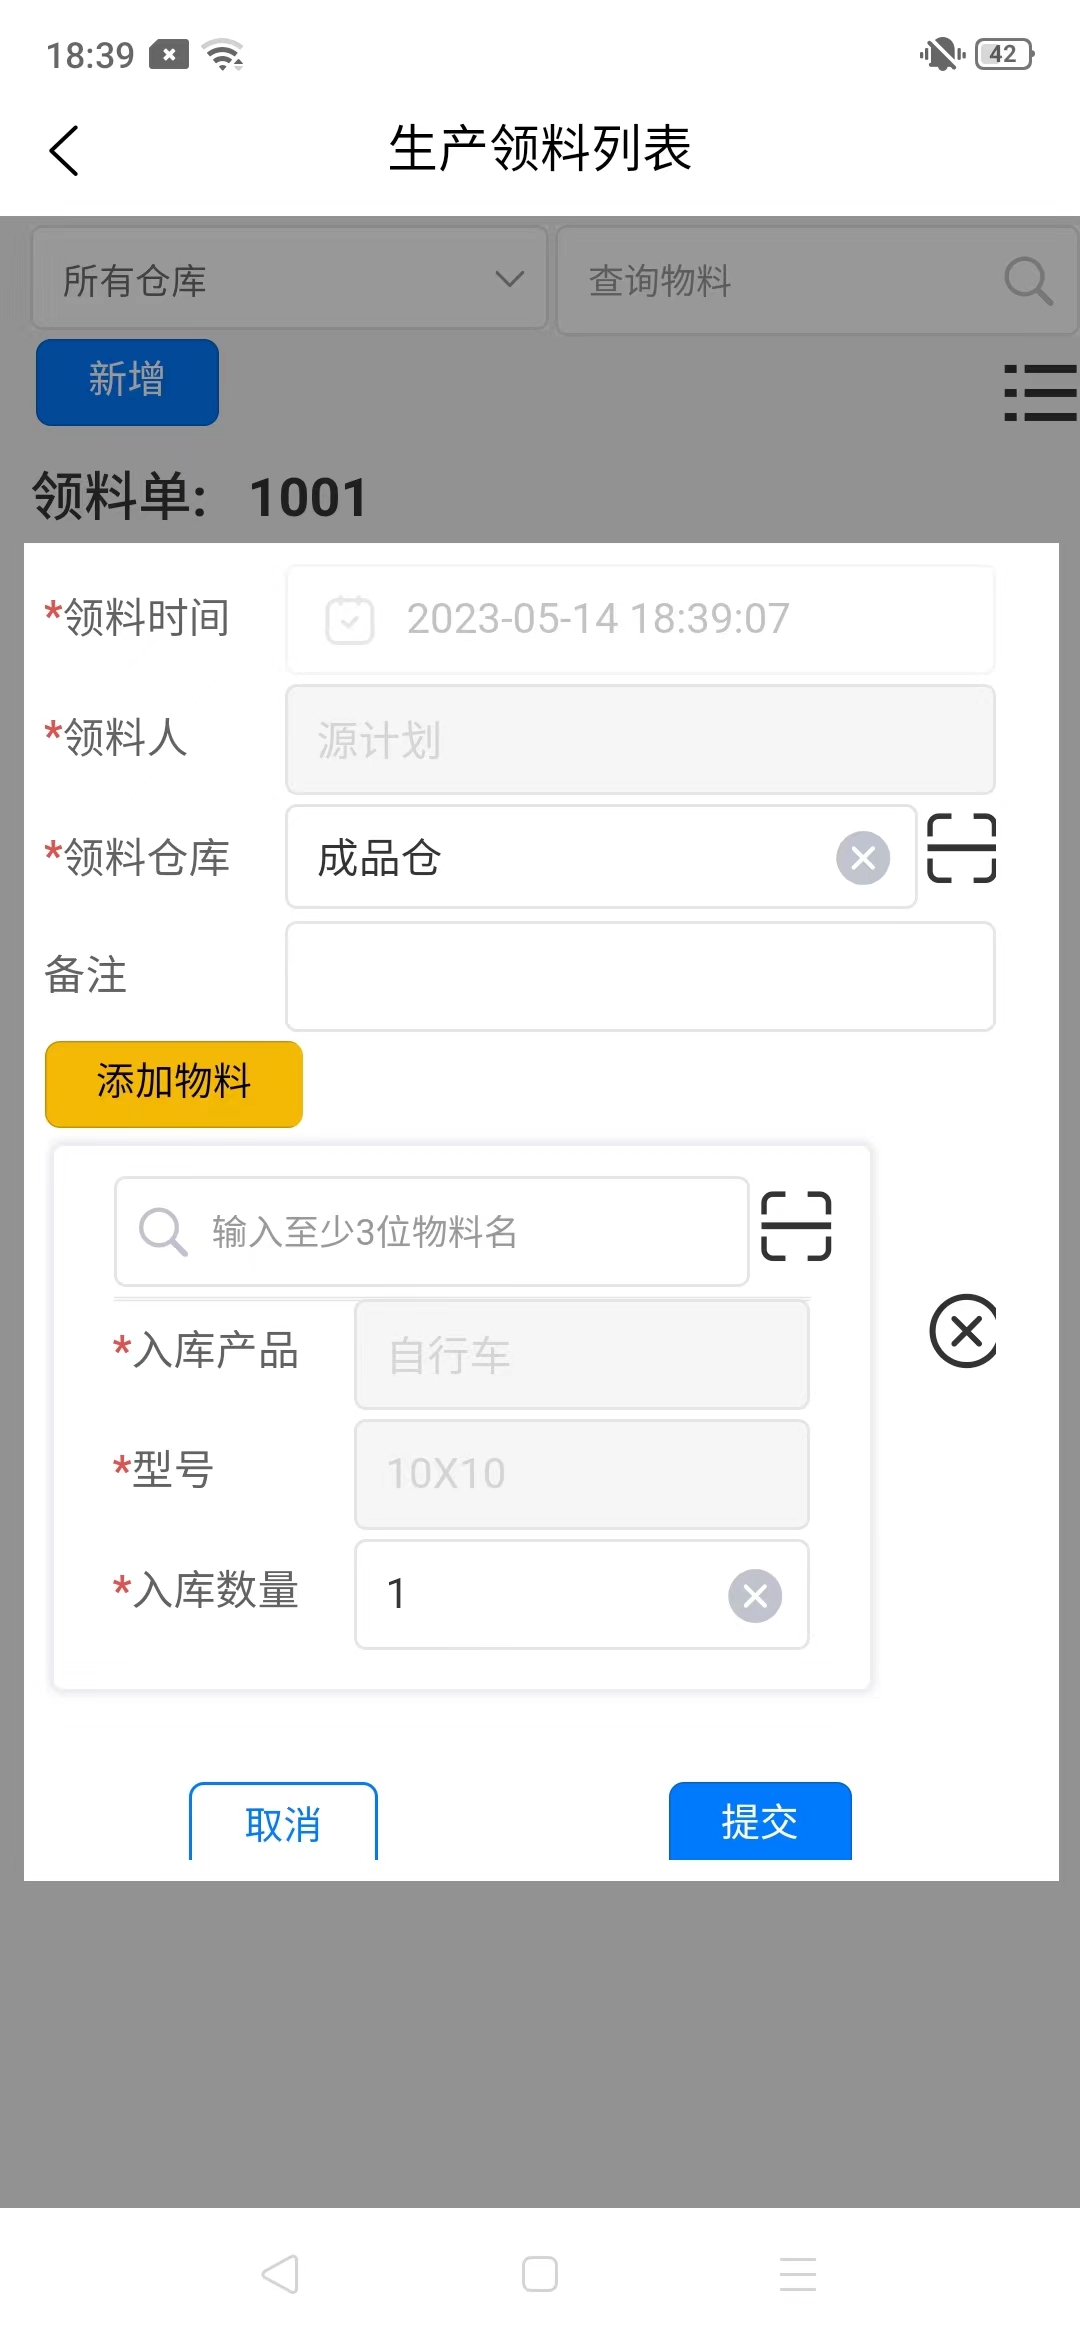 18:39
42
生产领料列表
所有仓库
查询物料
新增
领料单: 1001
*领料时间 2023-05-14 18:39:07
*领料人 源计划
*领料仓库 成品仓
备注
添加物料
输入至少3位物料名
*入库产品 自行车
*型号 10X10
*入库数量 1
取消 提交